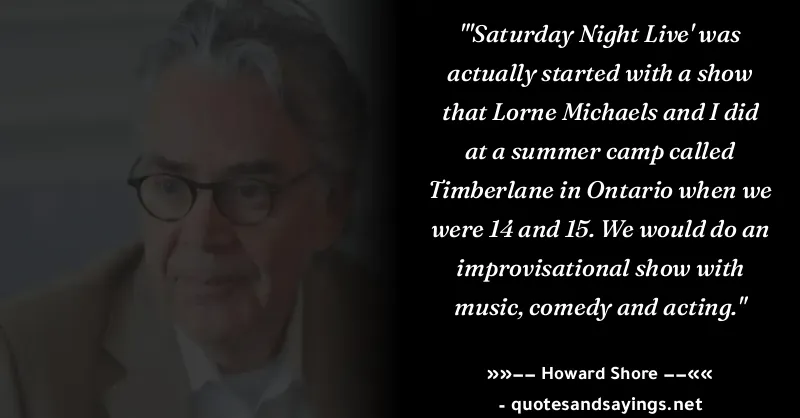 "'Saturday Night Live' was
actually started with a show
that Lorne Michaels and I did
at a summer camp called
Timberlane in Ontario when we
were 14 and 15. We would do an
improvisational show with
music, comedy and acting."
»»—— Howard Shore ——««
- quotesandsayings.net